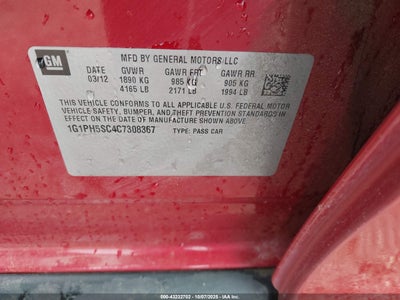 GM
MFD BY GENERAL MOTORS LLC
DATE GVWR GAWR FRT GAWR RR
03/12 1890 KG 985 KG 905 KG
4165 LB 2171 LB 1994 LB
THIS VEHICLE CONFORMS TO ALL APPLICABLE U.S. FEDERAL MOTOR
VEHICLE SAFETY, BUMPER, AND THEFT PREVENTION STANDARDS IN
EFFECT ON THE DATE OF MANUFACTURE SHOWN ABOVE.
1G1PH5SC4C7308367 TYPE: PASS CAR
000-43232703 - 10/07/2025 - IAAI.COM